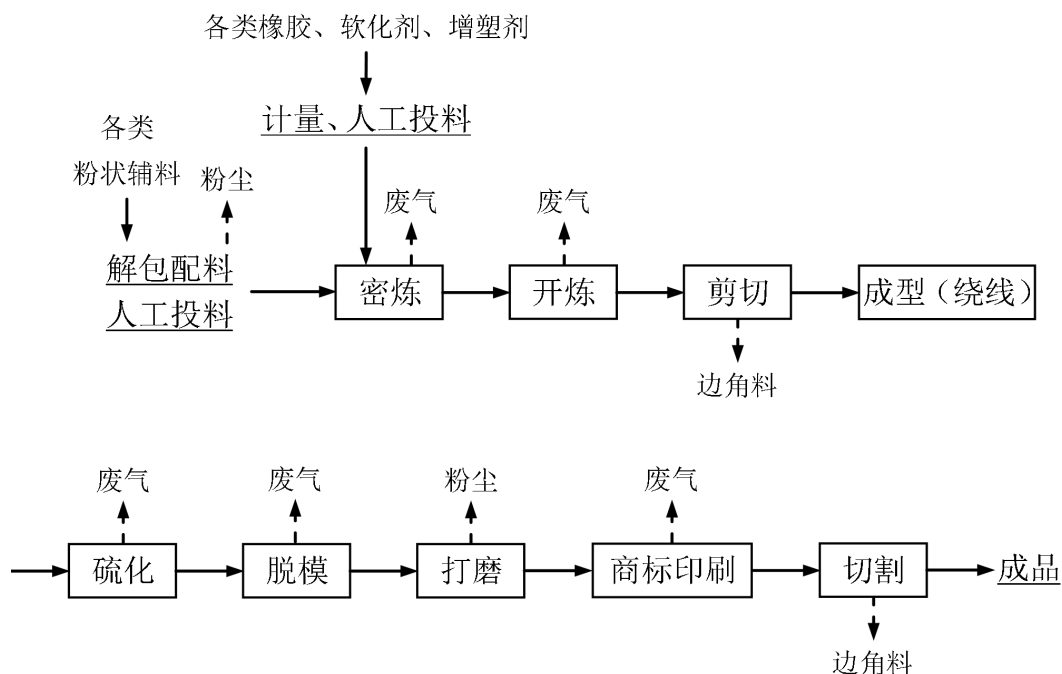 各类橡胶、软化剂、增塑剂
计量、人工投料
各类
粉状辅料
粉尘
解包配料
人工投料
废气
废气
密炼
开炼
剪切
成型（绕线）
边角料
废气
废气
粉尘
废气
硫化
脱模
打磨
商标印刷
切割
成品
边角料